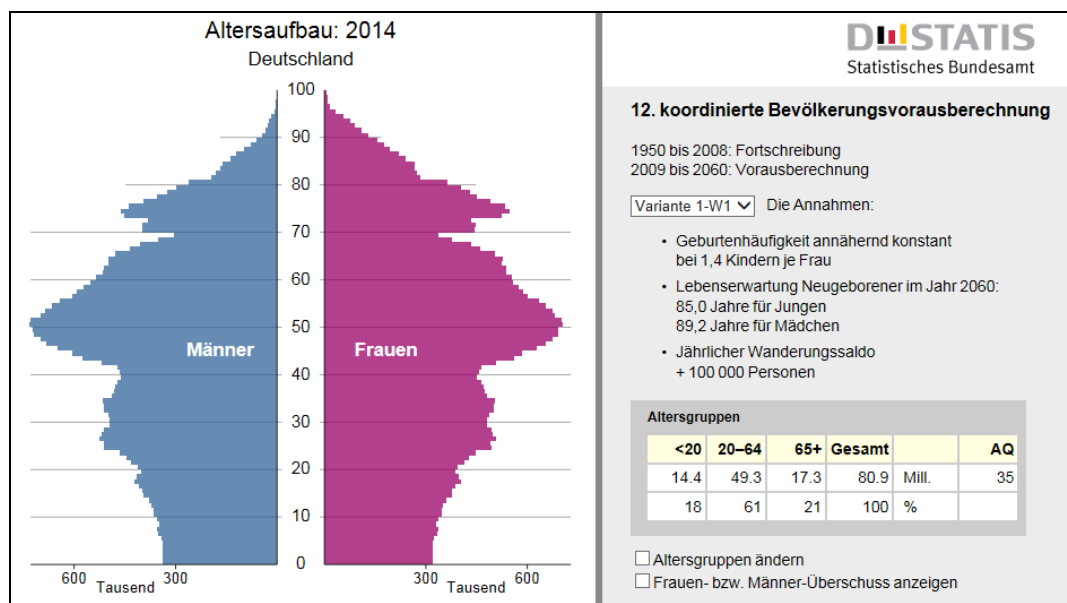 Altersaufbau: 2014
Deutschland
100
90
80
70
60
50
40
30
20
10
0
Männer
Frauen
600
300
Tausend
300
600
Tausend
DESTATIS
Statistisches Bundesamt
12. koordinierte Bevölkerungsvorausberechnung
1950 bis 2008: Fortschreibung
2009 bis 2060: Vorausberechnung
Variante 1-W1 Die Annahmen:
• Geburtenhäufigkeit annähernd konstant
bei 1,4 Kindern je Frau
• Lebenserwartung Neugeborener im Jahr 2060:
85,0 Jahre für Jungen
89,2 Jahre für Mädchen
• Jährlicher Wanderungssaldo
+ 100 000 Personen
Altersgruppen
<20 20–64 65+ Gesamt AQ
14.4 49.3 17.3 80.9 Mill. 35
18 61 21 100 %
Altersgruppen ändern
Frauen- bzw. Männer-Überschuss anzeigen